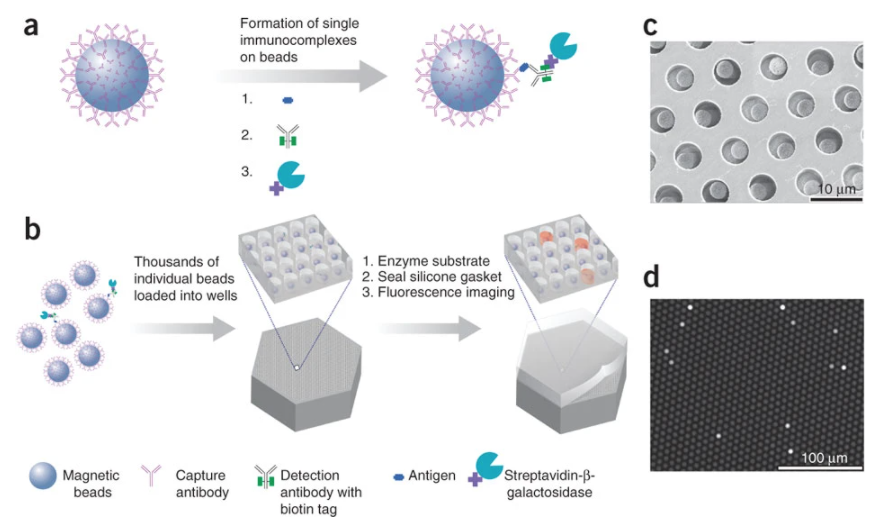 a
Formation of single
immunocomplexes
on beads
1.
2.
3.
c
10 μm
b
Thousands of
individual beads
loaded into wells
1. Enzyme substrate
2. Seal silicone gasket
3. Fluorescence imaging
d
100 μm
Magnetic
beads
Capture
antibody
Detection
antibody with
biotin tag
Antigen
Streptavidin-β-
galactosidase